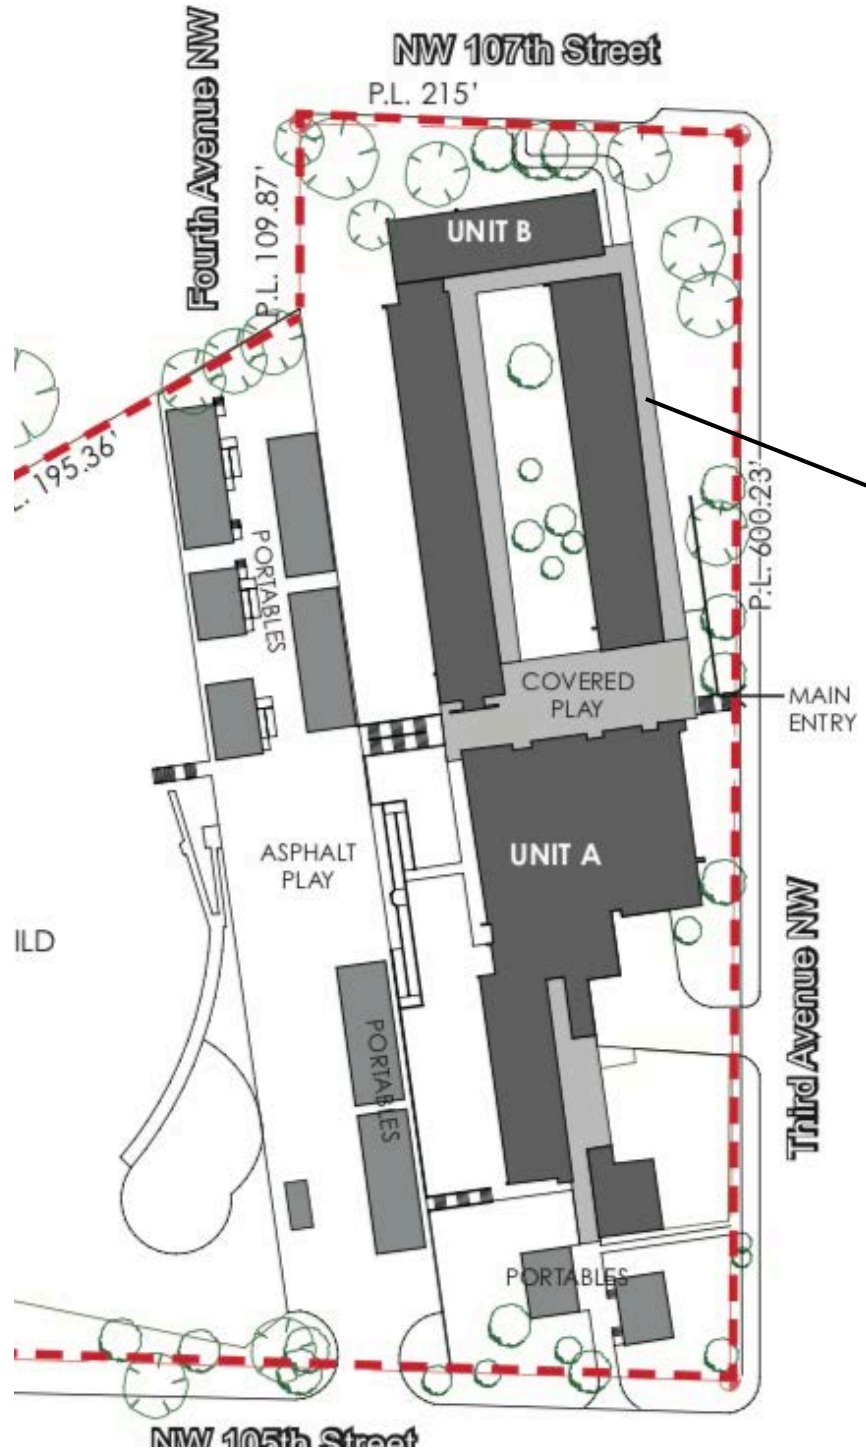 NW 107th Street
P.L. 215'
Fourth Avenue NW
P.L. 109.87'
UNIT B
L. 195.36'
PORTABLES
P.L. 600.23'
COVERED
PLAY
MAIN
ENTRY
ASPHALT
PLAY
UNIT A
ILD
Third Avenue NW
PORTABLES
PORTABLES
NW 105th Street